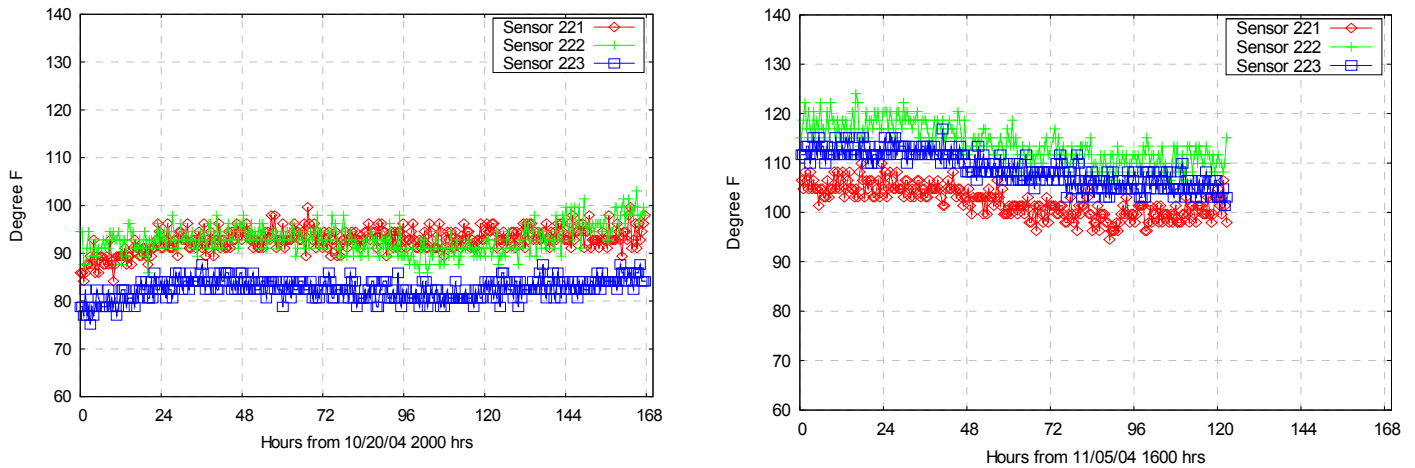 140
130
120
110
100
90
80
70
60
Degree F
Sensor 221
Sensor 222
Sensor 223
0 24 48 72 96 120 144 168
Hours from 10/20/04 2000 hrs
140
130
120
110
100
90
80
70
60
Degree F
Sensor 221
Sensor 222
Sensor 223
0 24 48 72 96 120 144 168
Hours from 11/05/04 1600 hrs